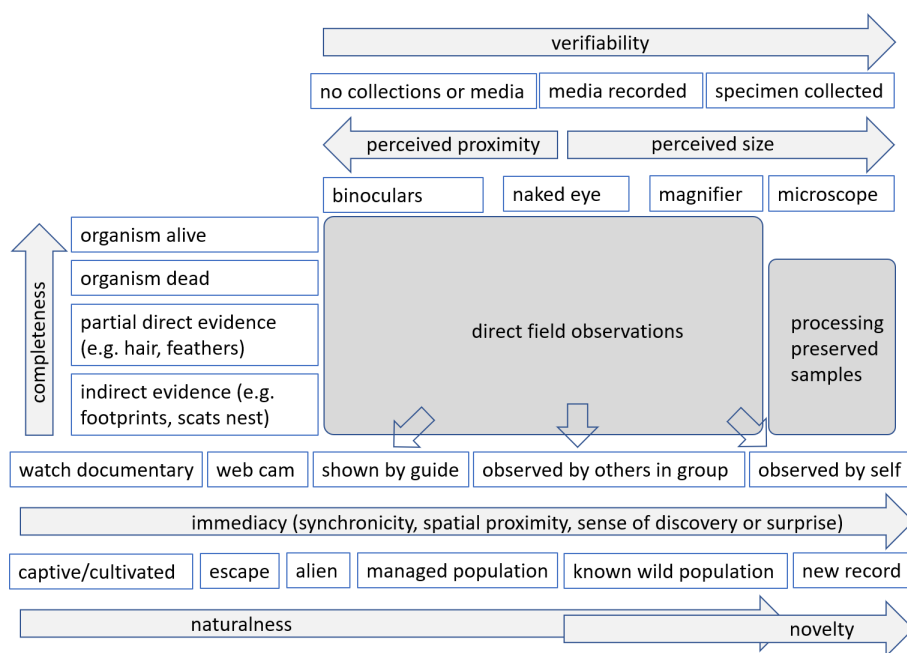 verifiability
no collections or media
media recorded
specimen collected
perceived proximity
perceived size
binoculars
naked eye
magnifier
microscope
completeness
organism alive
organism dead
partial direct evidence
(e.g. hair, feathers)
indirect evidence (e.g.
footprints, scats nest)
direct field observations
processing
preserved
samples
watch documentary
web cam
shown by guide
observed by others in group
observed by self
immediacy (synchronicity, spatial proximity, sense of discovery or surprise)
captive/cultivated
escape
alien
managed population
known wild population
new record
naturalness
novelty